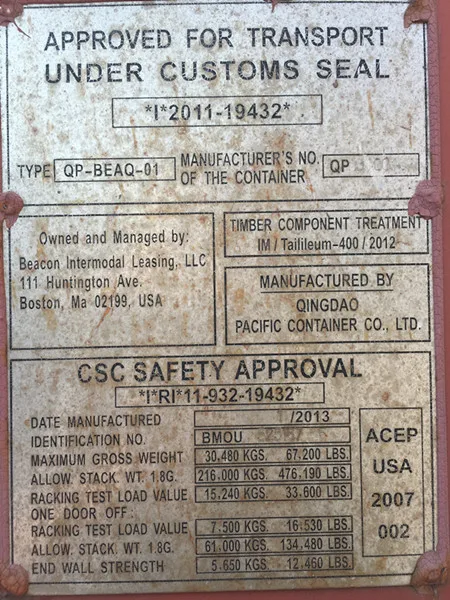 APPROVED FOR TRANSPORT
UNDER CUSTOMS SEAL
*I*2011-19432*
TYPE QP-BEAQ-01
MANUFACTURER'S NO.
OF THE CONTAINER
QP
Owned and Managed by:
Beacon Intermodal Leasing, LLC
111 Huntington Ave.
Boston, Ma 02199, USA
TIMBER COMPONENT TREATMENT
IM / Tailileum-400 / 2012
MANUFACTURED BY
QINGDAO
PACIFIC CONTAINER CO., LTD.
CSC SAFETY APPROVAL
*I*RI*11-932-19432*
DATE MANUFACTURED /2013
IDENTIFICATION NO. BMOU
MAXIMUM GROSS WEIGHT 30,480 KGS. 67,200 LBS.
ALLOW. STACK. WT. 1.8G. 216,000 KGS. 476,190 LBS.
RACKING TEST LOAD VALUE 15,240 KGS. 33,600 LBS.
ONE DOOR OFF:
RACKING TEST LOAD VALUE 7,500 KGS. 16,530 LBS.
ALLOW. STACK. WT. 1.8G. 61,000 KGS. 134,480 LBS.
END WALL STRENGTH 5,650 KGS. 12,460 LBS.
ACEP
USA
2007
002